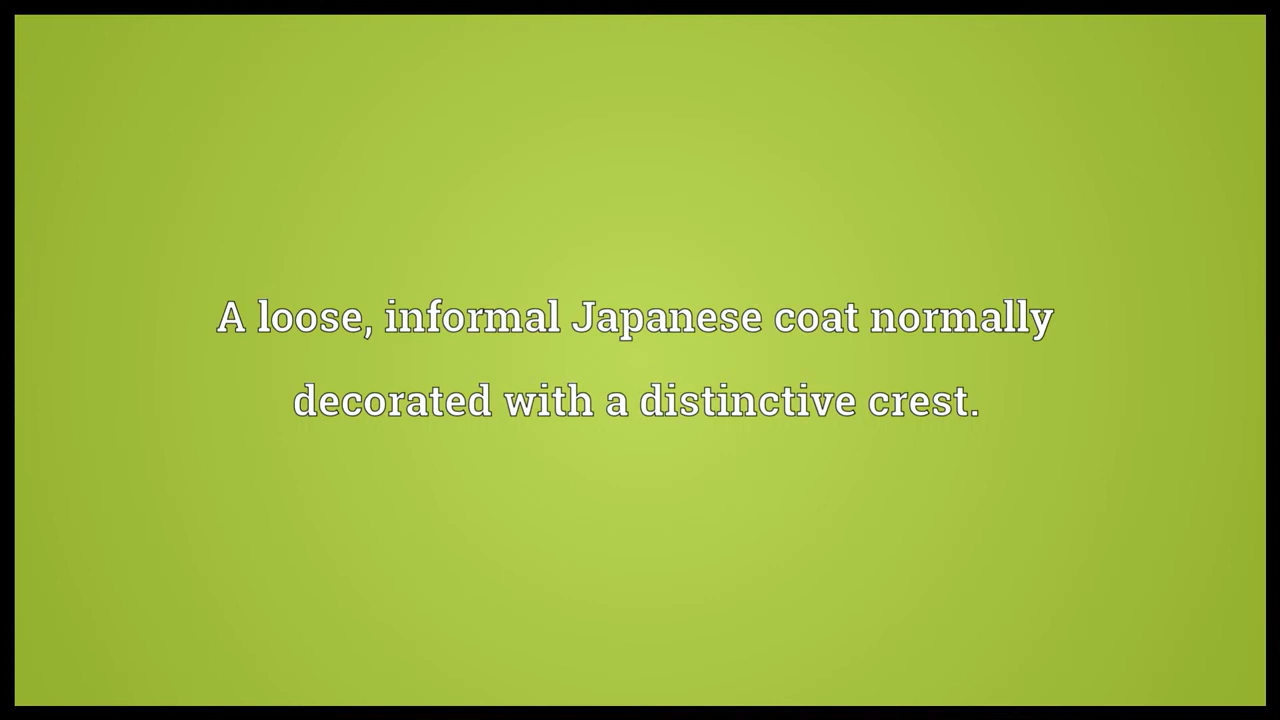 A loose, informal Japanese coat normally
decorated with a distinctive crest.